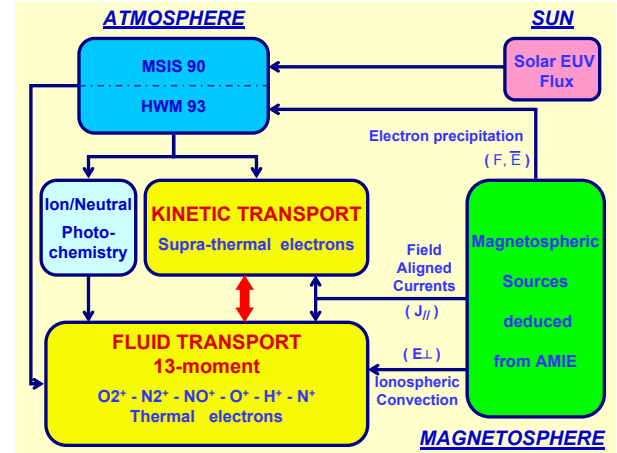 ATMOSPHERE
SUN
MSIS 90
HWM 93
Solar EUV
Flux
Electron precipitation
( F, E̅ )
Ion/Neutral
Photo-
chemistry
KINETIC TRANSPORT
Supra-thermal electrons
Field
Aligned
Currents
( J// )
Magnetospheric
Sources
deduced
from AMIE
FLUID TRANSPORT
13-moment
O2⁺ - N2⁺ - NO⁺ - O⁺ - H⁺ - N⁺
Thermal electrons
( E⊥ )
Ionospheric
Convection
MAGNETOSPHERE